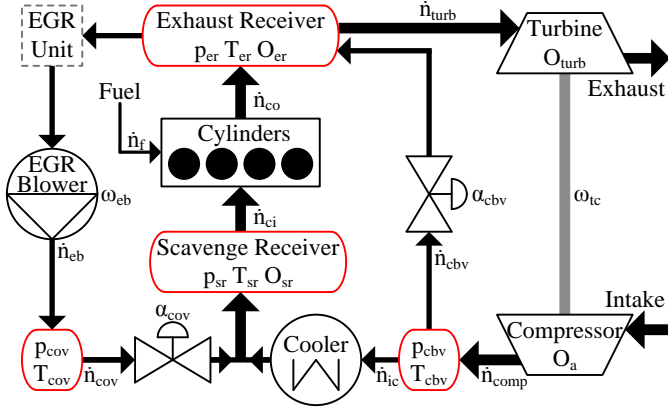 EGR
Unit
Exhaust Receiver
p_er T_er O_er
ṅ_turb
Turbine
O_turb
Exhaust
Fuel
ṅ_f
ṅ_co
Cylinders
EGR
Blower
ω_eb
ṅ_eb
ṅ_ci
α_cbv
ω_tc
ṅ_cbv
Scavenge Receiver
p_sr T_sr O_sr
α_cov
p_cov
T_cov
ṅ_cov
Cooler
ṅ_ic
p_cbv
T_cbv
ṅ_comp
Intake
Compressor
O_a